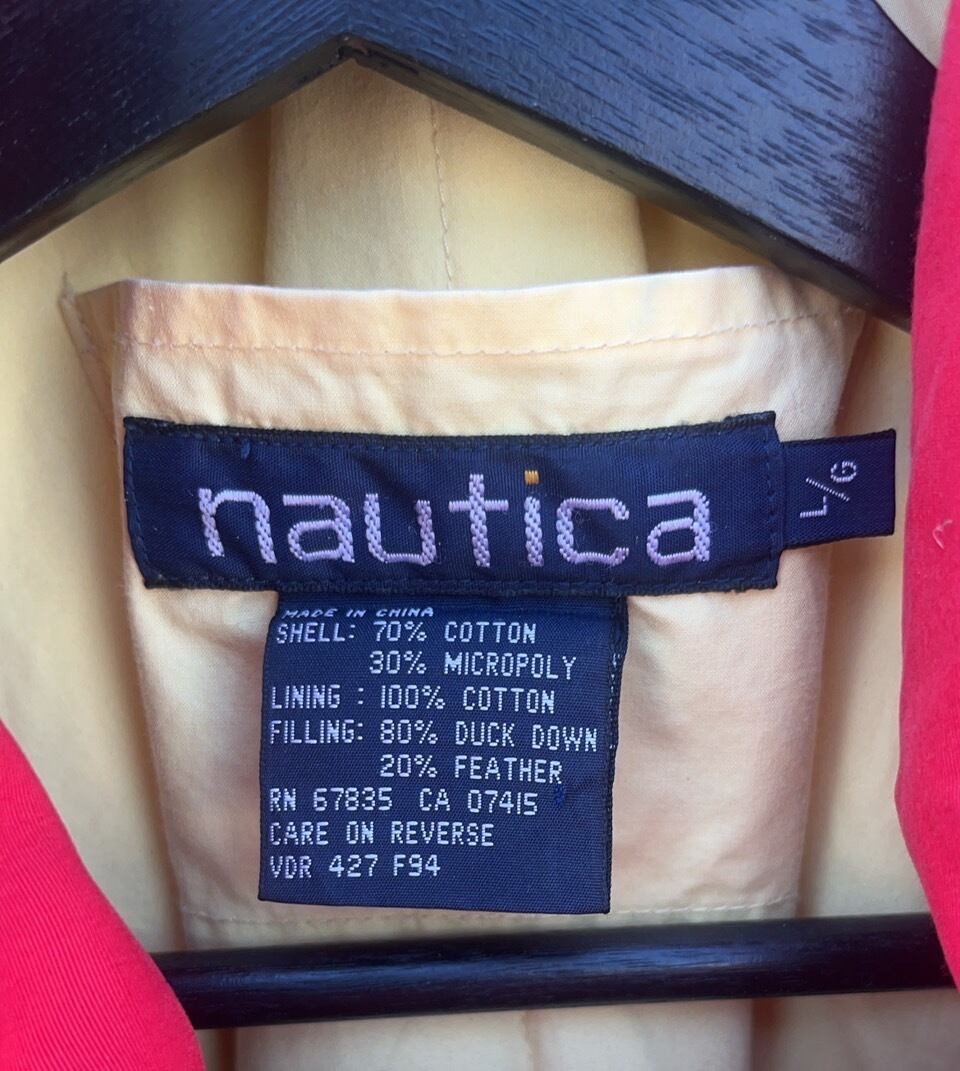 nautica
L/G
MADE IN CHINA
SHELL: 70% COTTON
30% MICROPOLY
LINING : 100% COTTON
FILLING: 80% DUCK DOWN
20% FEATHER
RN 67835 CA 07415
CARE ON REVERSE
VDR 427 F94